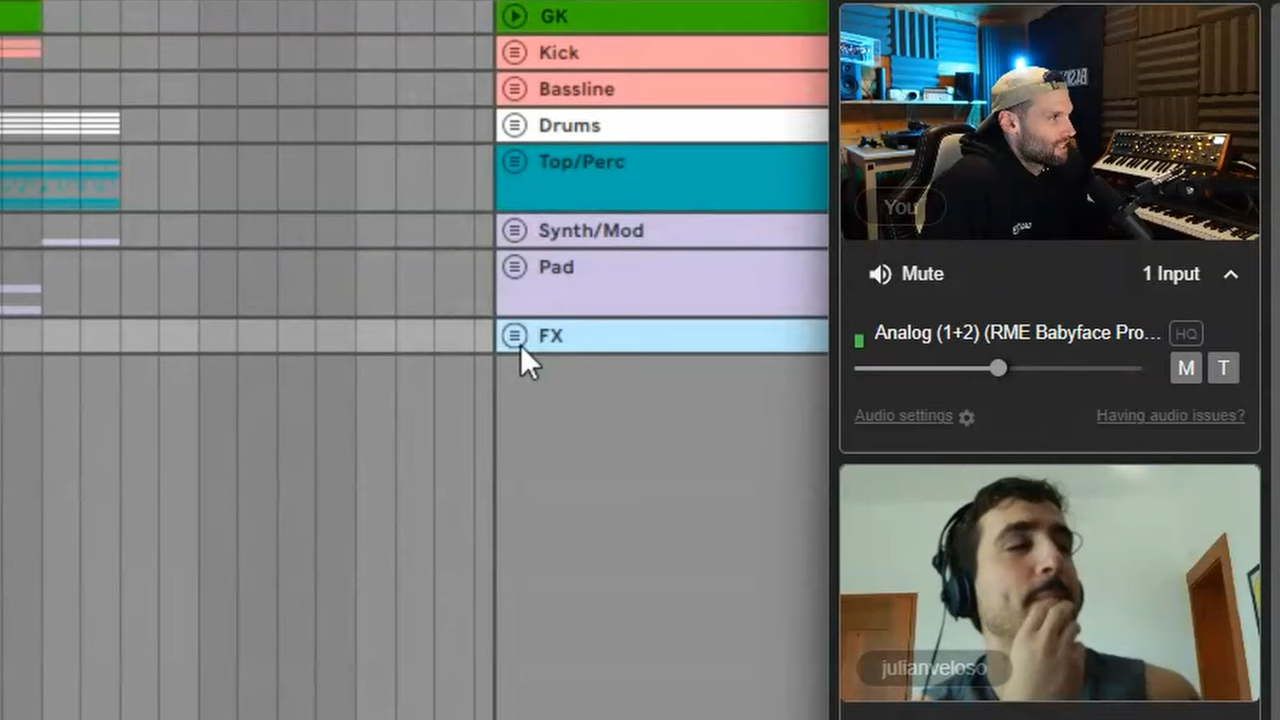 GK
Kick
Bassline
Drums
Top/Perc
Synth/Mod
Pad
FX
You
Mute
1 Input
Analog (1+2) (RME Babyface Pro...
HQ
M
T
Audio settings
Having audio issues?
julianveloso